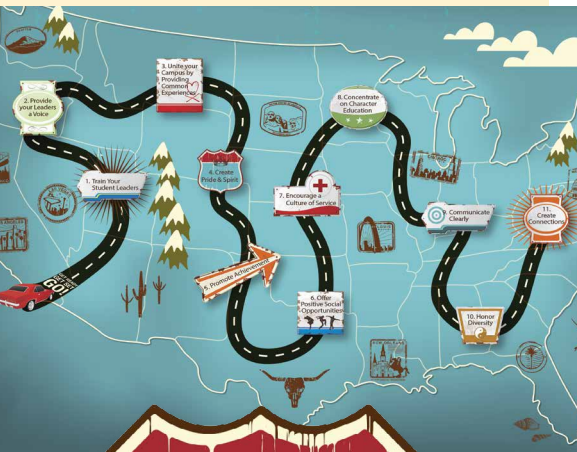 1. Train Your
Student Leaders
2. Provide
your Leaders
a Voice
3. Unite your
Campus by
Providing
Common
Experiences
4. Create
Pride & Spirit
5. Promote Achievement
6. Offer
Positive Social
Opportunities
7. Encourage a
Culture of Service
8. Concentrate
on Character
Education
Communicate
Clearly
10. Honor
Diversity
11.
Create
Connections
GO!